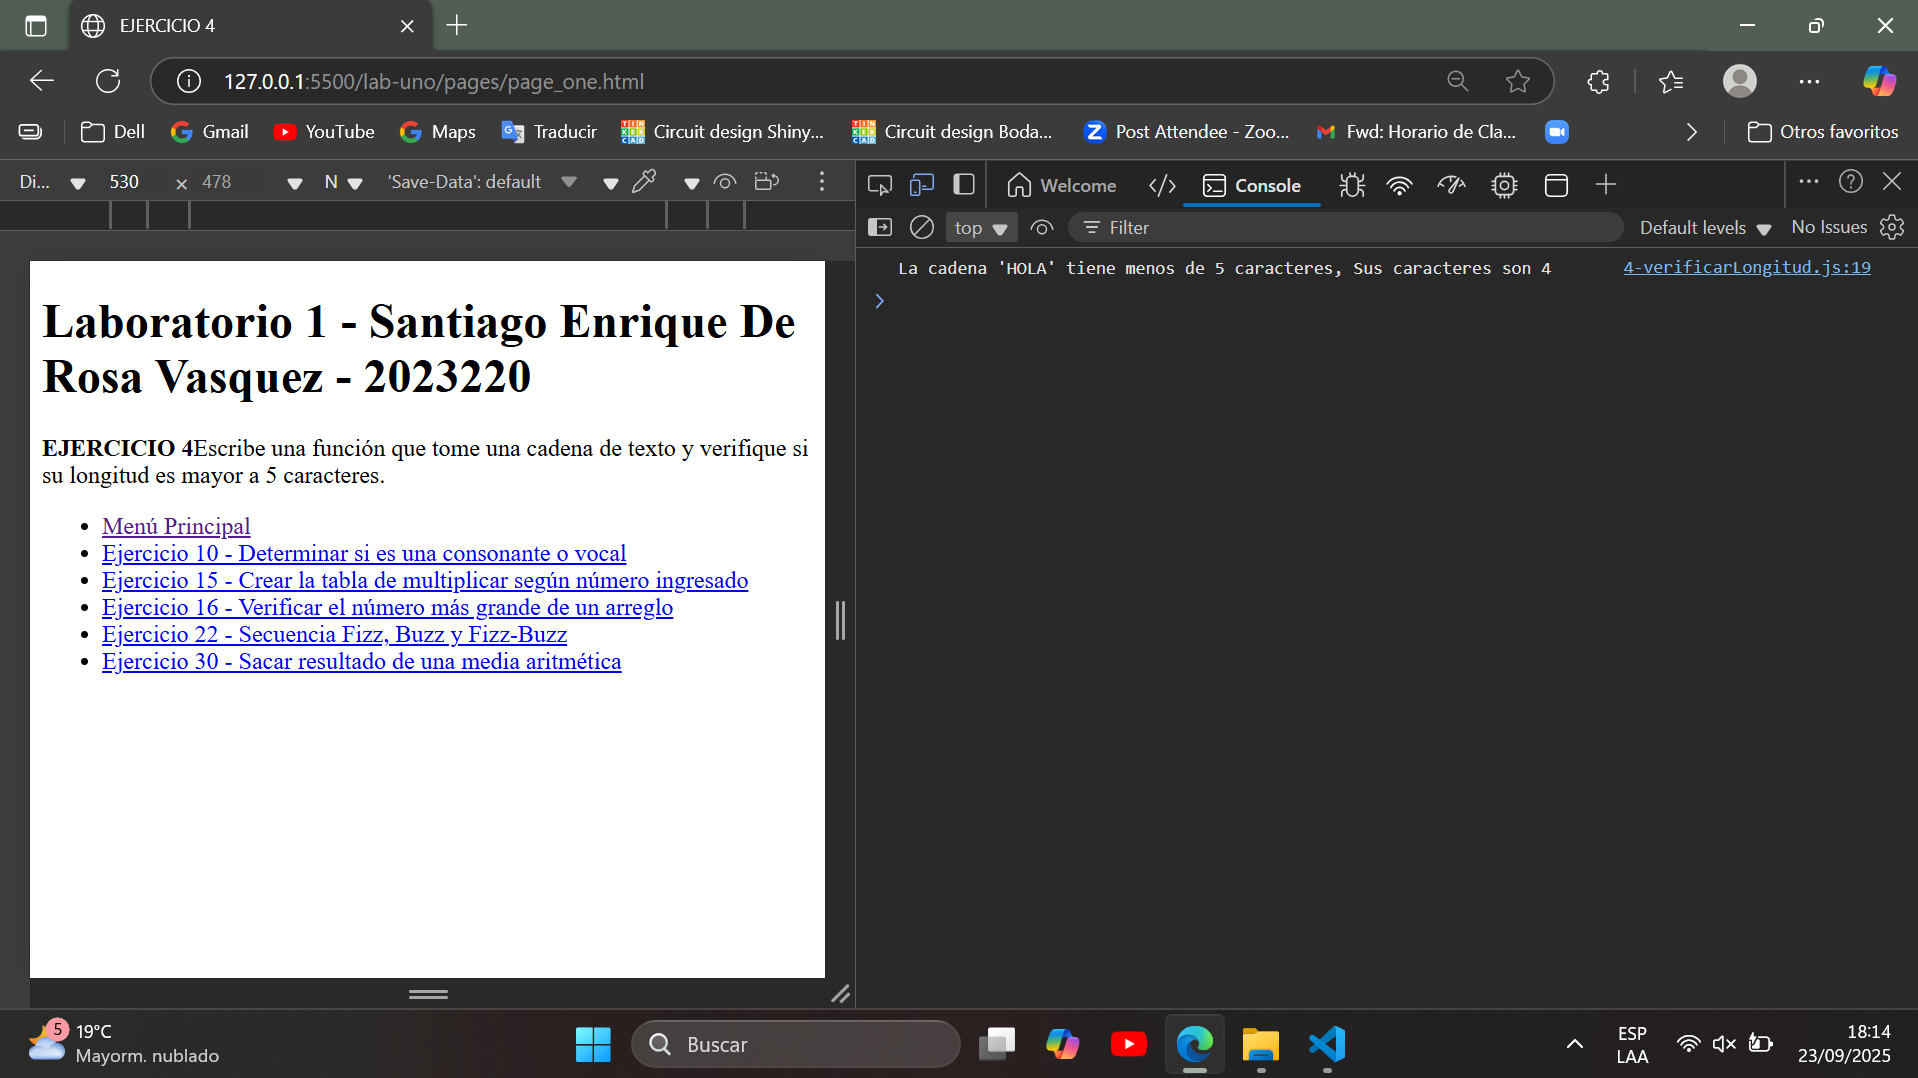 EJERCICIO 4
127.0.0.1:5500/lab-uno/pages/page_one.html
Dell
Gmail
YouTube
Maps
Traducir
Circuit design Shiny...
Circuit design Boda...
Post Attendee - Zoo...
Fwd: Horario de Cla...
Otros favoritos
Di... 530 × 478 N 'Save-Data': default
Welcome
Console
top
Filter
Default levels
No Issues
La cadena 'HOLA' tiene menos de 5 caracteres, Sus caracteres son 4
4-verificarLongitud.js:19
Laboratorio 1 - Santiago Enrique De
Rosa Vasquez - 2023220
EJERCICIO 4Escribe una función que tome una cadena de texto y verifique si
su longitud es mayor a 5 caracteres.
Menú Principal
Ejercicio 10 - Determinar si es una consonante o vocal
Ejercicio 15 - Crear la tabla de multiplicar según número ingresado
Ejercicio 16 - Verificar el número más grande de un arreglo
Ejercicio 22 - Secuencia Fizz, Buzz y Fizz-Buzz
Ejercicio 30 - Sacar resultado de una media aritmética
5
19°C
Mayorm. nublado
Buscar
ESP
LAA
18:14
23/09/2025